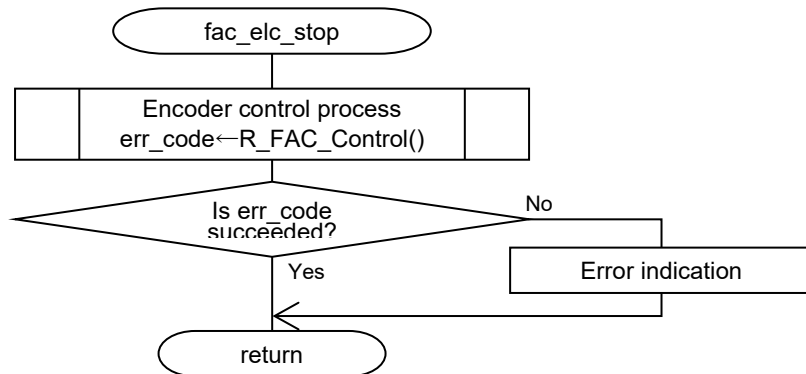 fac_elc_stop
Encoder control process
err_code←R_FAC_Control()
Is err_code
succeeded?
No
Yes
Error indication
return